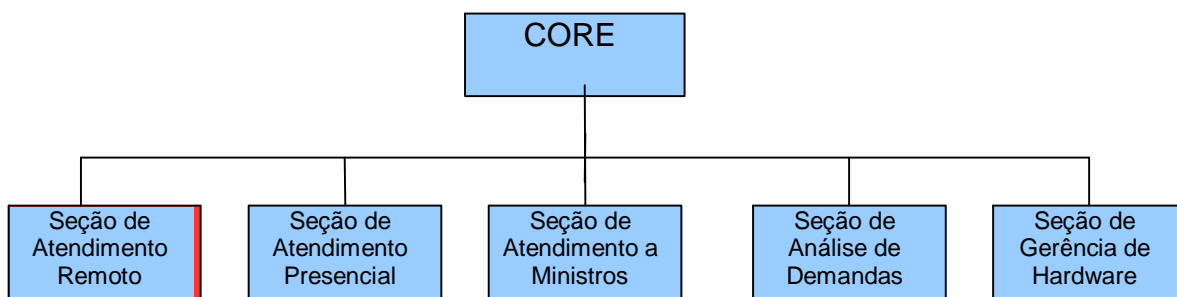 CORE
Seção de
Atendimento
Remoto
Seção de
Atendimento
Presencial
Seção de
Atendimento a
Ministros
Seção de
Análise de
Demandas
Seção de
Gerência de
Hardware